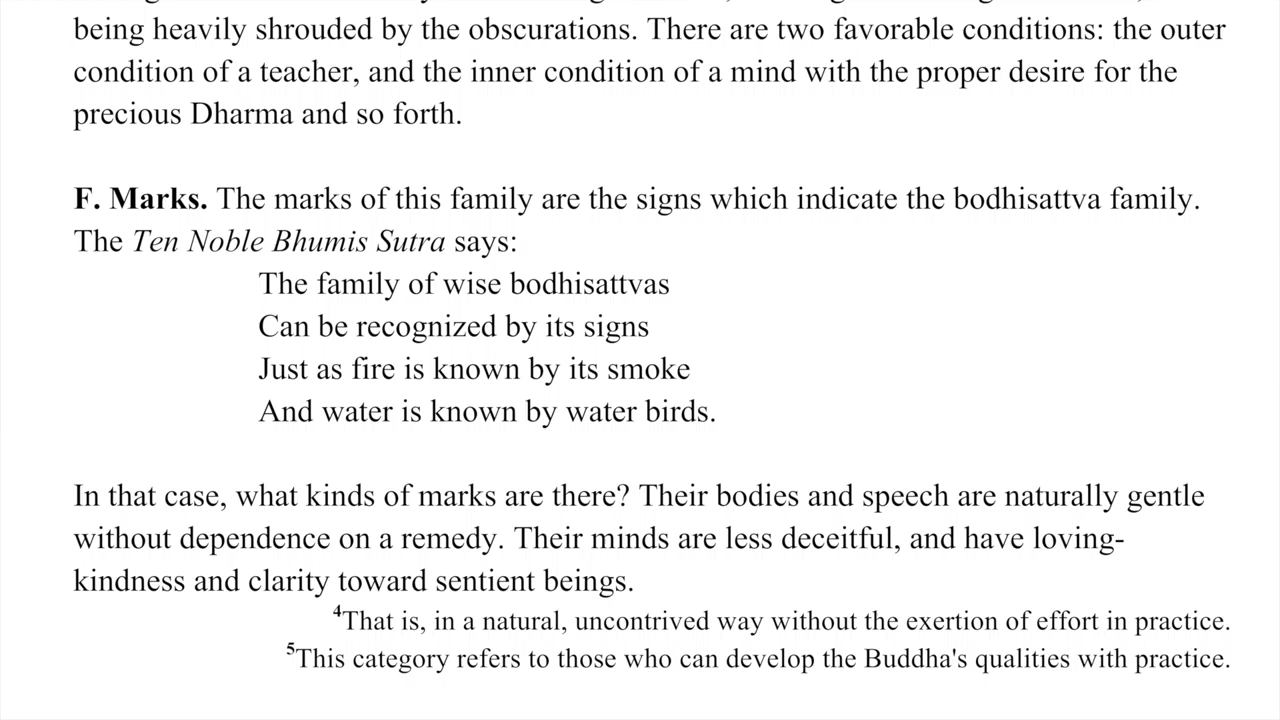 being heavily shrouded by the obscurations. There are two favorable conditions: the outer
condition of a teacher, and the inner condition of a mind with the proper desire for the
precious Dharma and so forth.
F. Marks. The marks of this family are the signs which indicate the bodhisattva family.
The Ten Noble Bhumis Sutra says:
The family of wise bodhisattvas
Can be recognized by its signs
Just as fire is known by its smoke
And water is known by water birds.
In that case, what kinds of marks are there? Their bodies and speech are naturally gentle
without dependence on a remedy. Their minds are less deceitful, and have loving-
kindness and clarity toward sentient beings.
⁴That is, in a natural, uncontrived way without the exertion of effort in practice.
⁵This category refers to those who can develop the Buddha's qualities with practice.